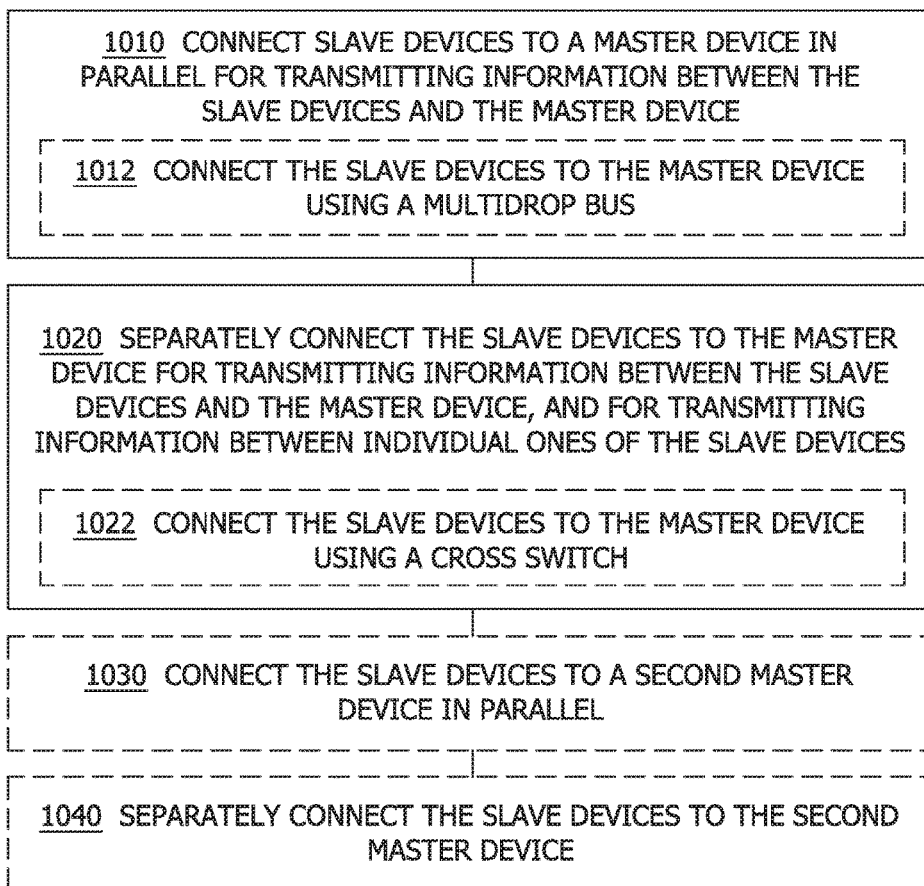 1010 CONNECT SLAVE DEVICES TO A MASTER DEVICE IN
PARALLEL FOR TRANSMITTING INFORMATION BETWEEN THE
SLAVE DEVICES AND THE MASTER DEVICE
1012 CONNECT THE SLAVE DEVICES TO THE MASTER DEVICE
USING A MULTIDROP BUS
1020 SEPARATELY CONNECT THE SLAVE DEVICES TO THE MASTER
DEVICE FOR TRANSMITTING INFORMATION BETWEEN THE SLAVE
DEVICES AND THE MASTER DEVICE, AND FOR TRANSMITTING
INFORMATION BETWEEN INDIVIDUAL ONES OF THE SLAVE DEVICES
1022 CONNECT THE SLAVE DEVICES TO THE MASTER DEVICE
USING A CROSS SWITCH
1030 CONNECT THE SLAVE DEVICES TO A SECOND MASTER
DEVICE IN PARALLEL
1040 SEPARATELY CONNECT THE SLAVE DEVICES TO THE SECOND
MASTER DEVICE